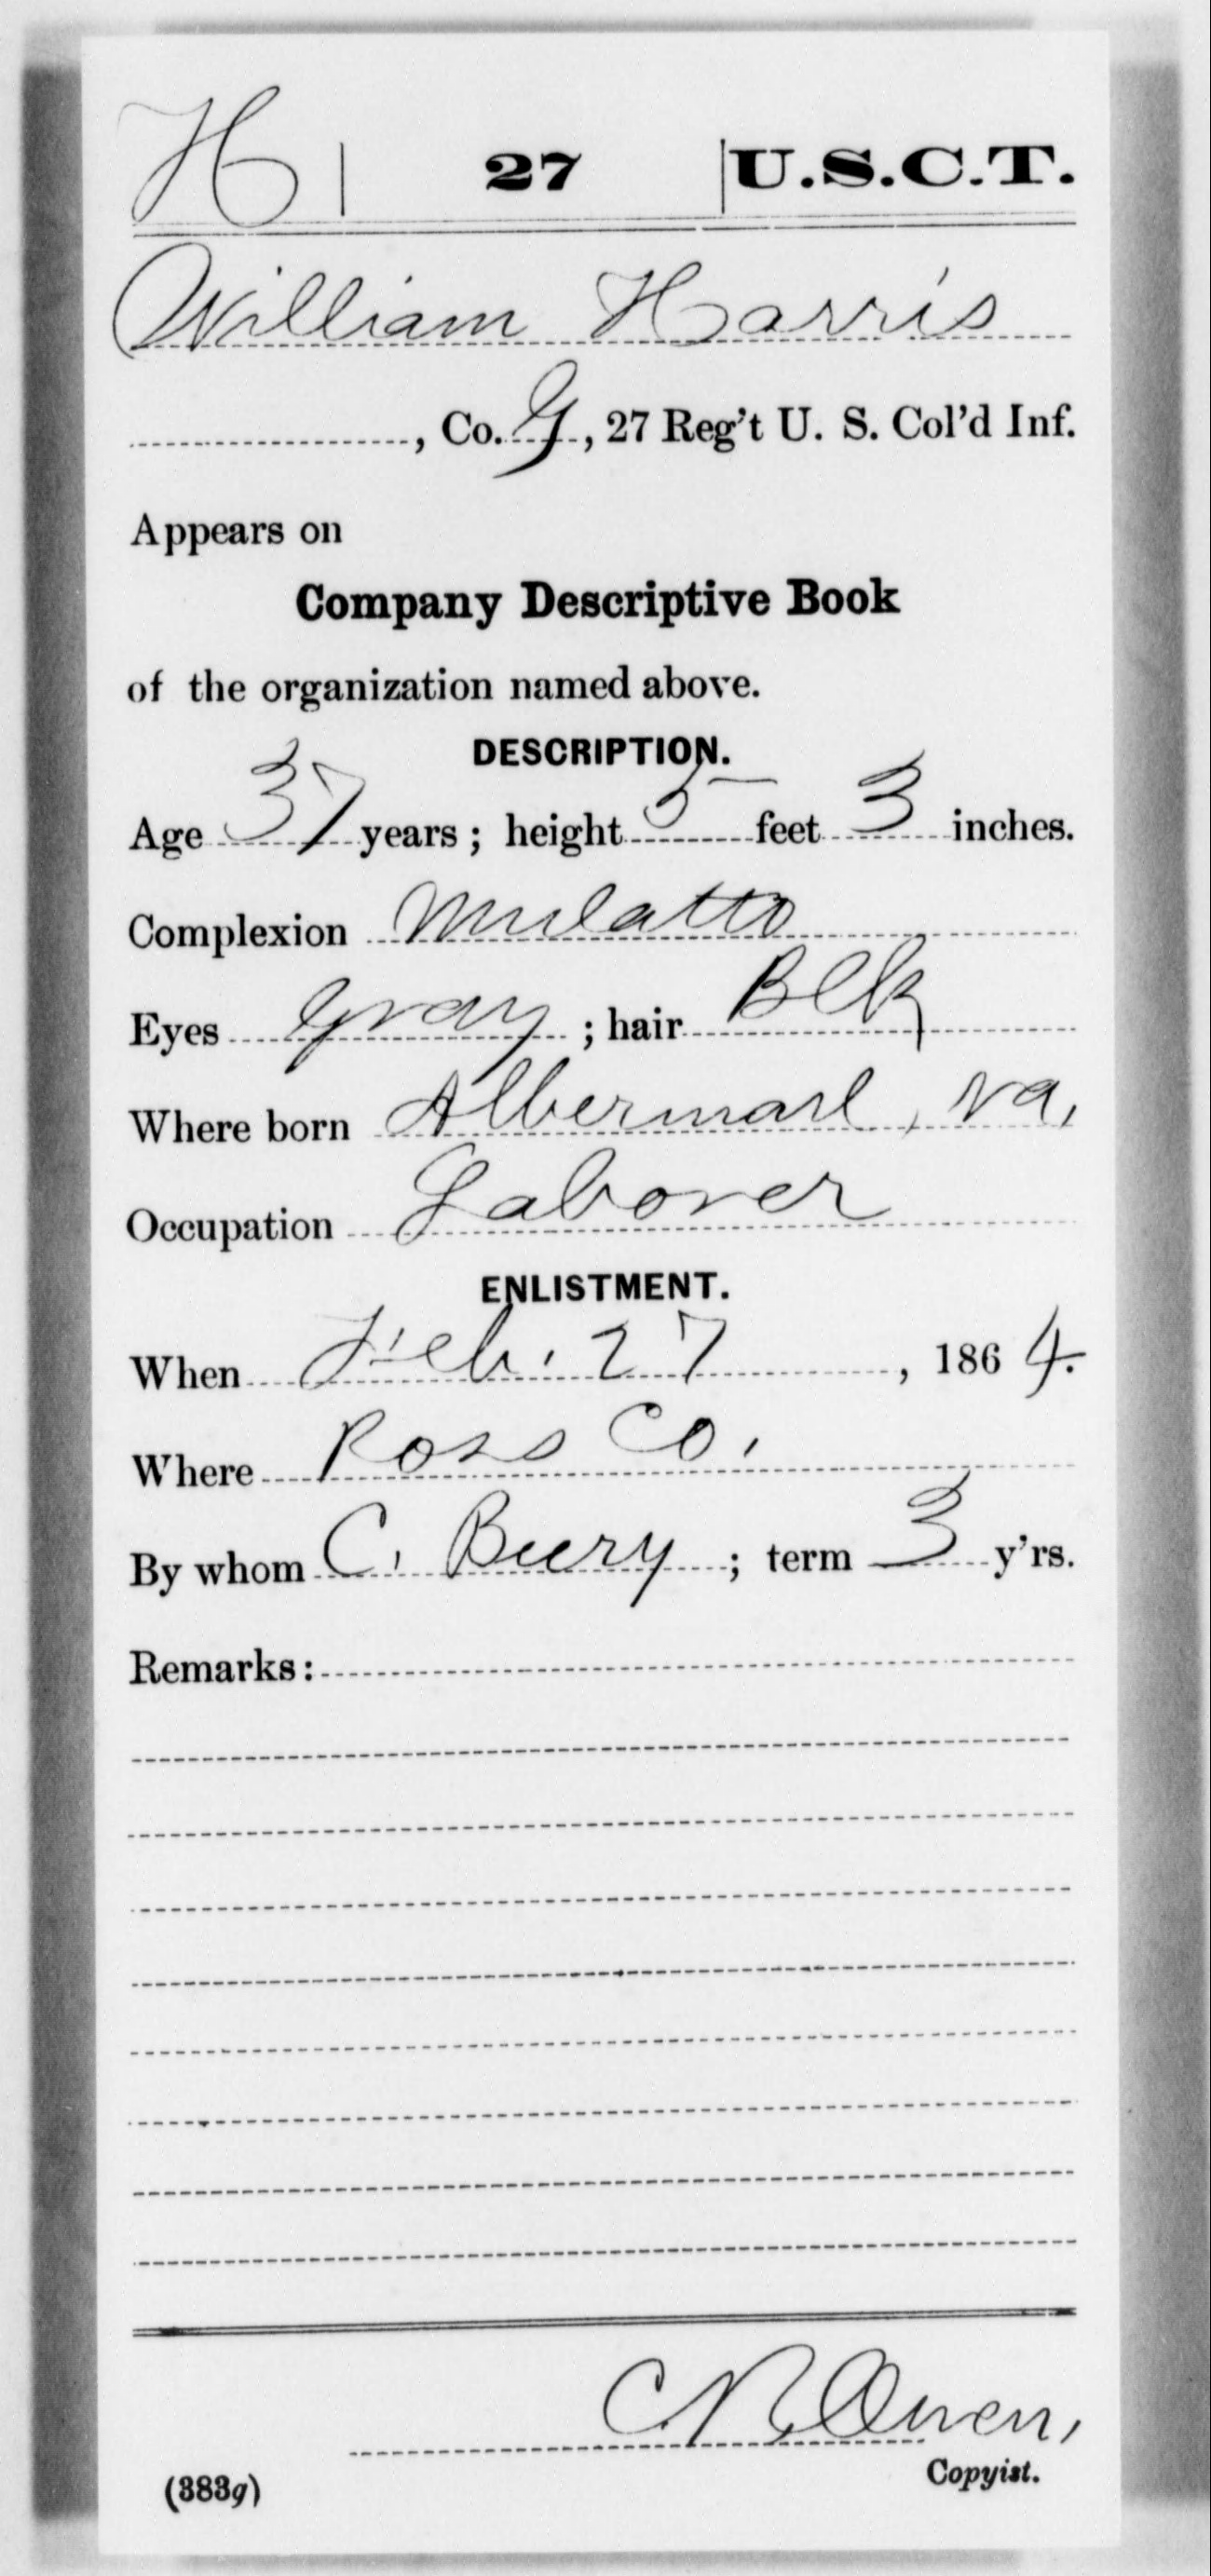 H | 27 | U.S.C.T.
William Harris
, Co. G, 27 Reg't U. S. Col'd Inf.
Appears on
Company Descriptive Book
of the organization named above.
DESCRIPTION.
Age 37 years; height 5 feet 3 inches.
Complexion Mulatto
Eyes Gray; hair Blk
Where born Albermarl, Va,
Occupation Laborer
ENLISTMENT.
When Feb. 27, 1864.
Where Ross Co.
By whom C. Buery; term 3 y'rs.
Remarks:
Owen,
Copyist.
(383g)